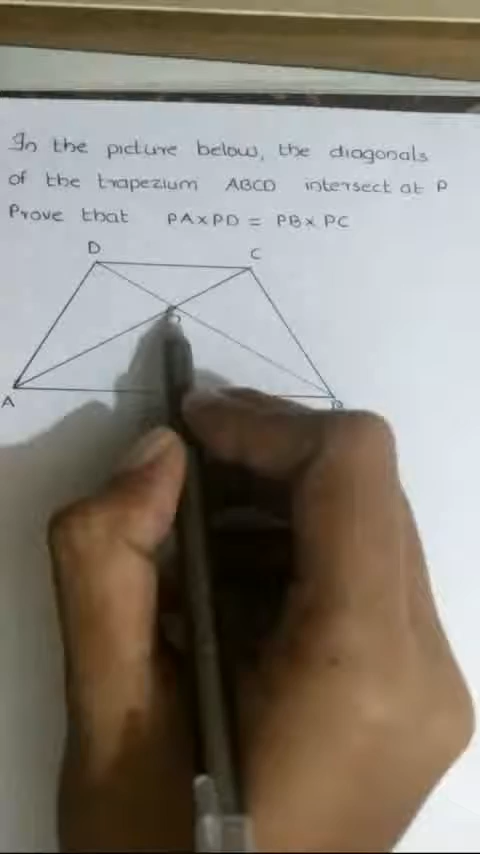 In the picture below, the diagonals
of the trapezium ABCD intersect at P
Prove that PA×PD = PB×PC
D C
A